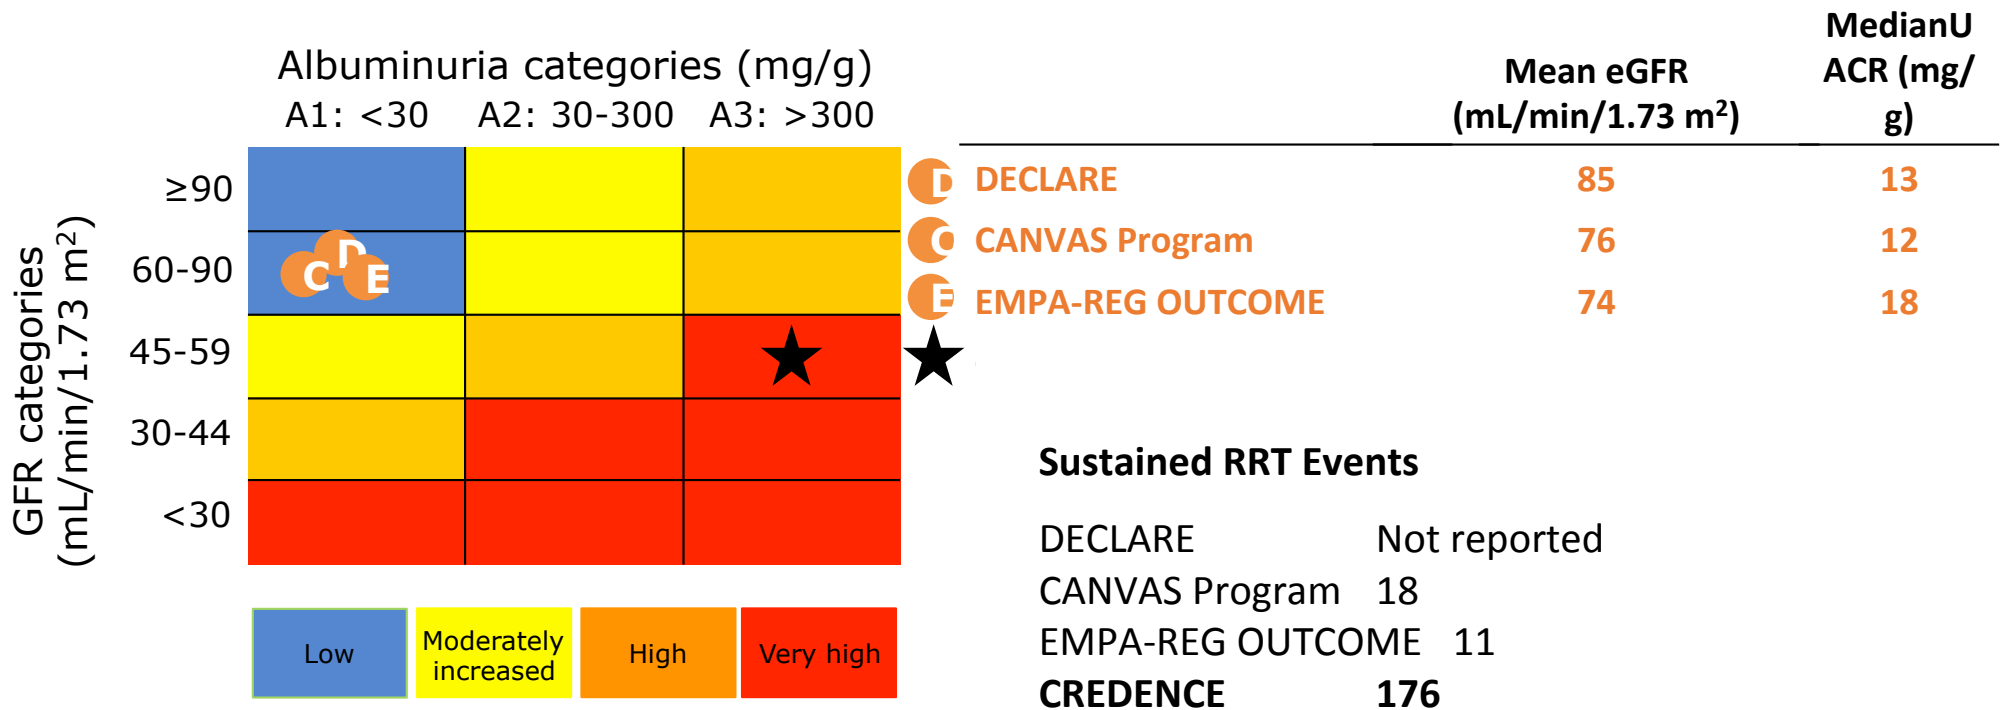 Albuminuria categories (mg/g)
A1: <30 A2: 30-300 A3: >300
GFR categories
(mL/min/1.73 m²)
≥90
60-90
45-59
30-44
<30
C D E
Low
Moderately
increased
High
Very high
Mean eGFR
(mL/min/1.73 m²)
MedianU
ACR (mg/
g)
D DECLARE 85 13
C CANVAS Program 76 12
E EMPA-REG OUTCOME 74 18
Sustained RRT Events
DECLARE Not reported
CANVAS Program 18
EMPA-REG OUTCOME 11
CREDENCE 176